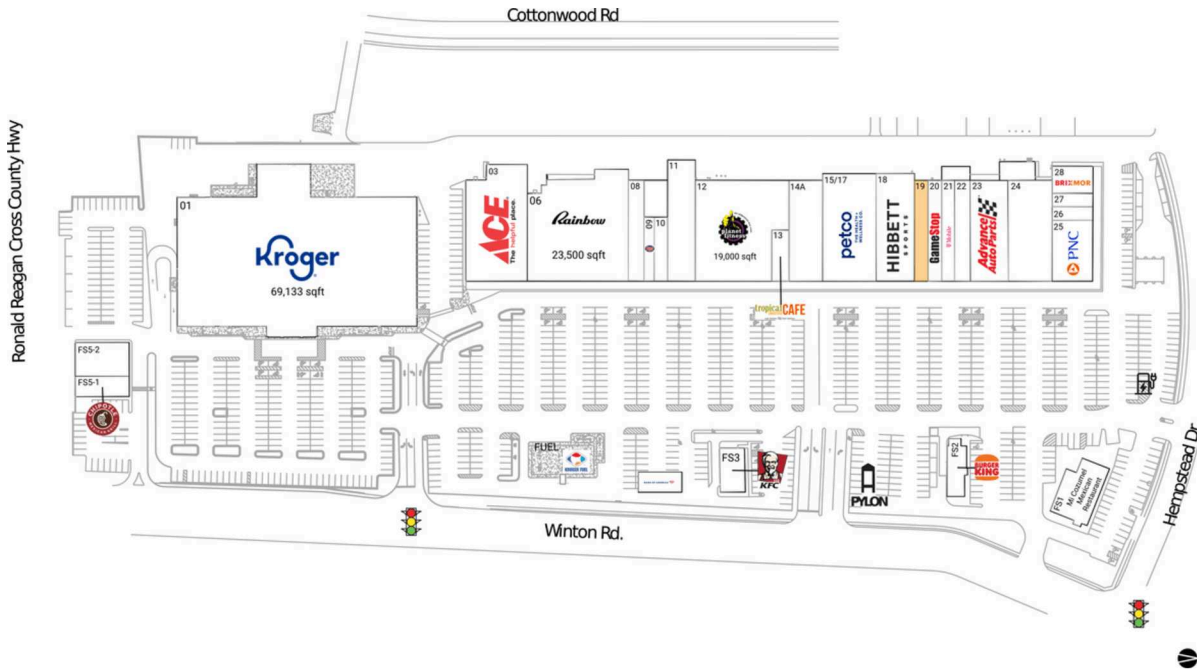 Cottonwood Rd
Ronald Reagan Cross County Hwy
01
Kroger
69,133 sqft
03
ACE
The helpful place.
06
Rainbow
23,500 sqft
08
09
10
11
12
planet fitness
19,000 sqft
13
tropical CAFE
14A
15/17
petco
THE HEALTH + WELLNESS CO.
18
HIBBETT
SPORTS
19
20
GameStop
21
22
23
Advance Auto Parts
24
28
BRIXMOR
27
26
25
PNC
FS5-2
FS5-1
CHIPOTLE
FUEL
KROGER FUEL
FS3
KFC
PYLON
FS2
BURGER KING
FS1
Mi Cozumel
Mexican
Restaurant
Winton Rd.
Hempstead Dr.